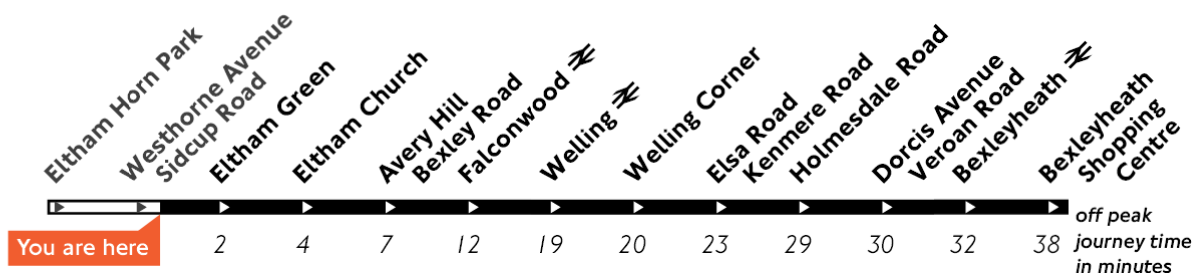 Eltham Horn Park
Westhorne Avenue
Sidcup Road
Eltham Green
Eltham Church
Avery Hill
Bexley Road
Falconwood
Welling
Welling Corner
Elsa Road
Kenmere Road
Holmesdale Road
Dorcis Avenue
Veroan Road
Bexleyheath
Bexleyheath
Shopping
Centre
You are here
2 4 7 12 19 20 23 29 30 32 38
off peak
journey time
in minutes